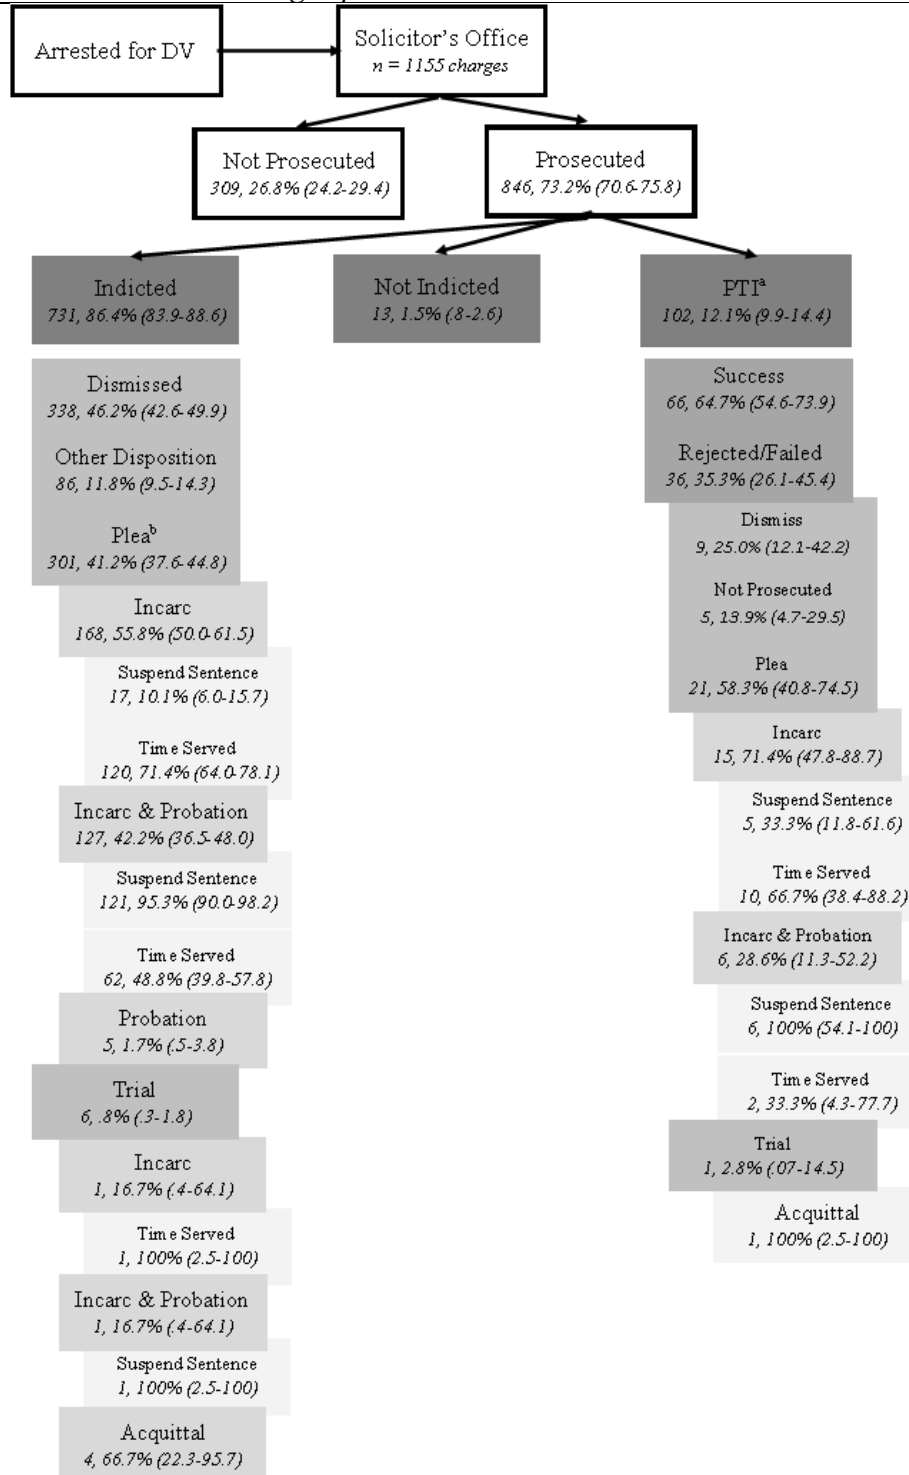 Arrested for DV
Solicitor's Office
n = 1155 charges
Not Prosecuted
309, 26.8% (24.2-29.4)
Prosecuted
846, 73.2% (70.6-75.8)
Indicted
731, 86.4% (83.9-88.6)
Not Indicted
13, 1.5% (.8-2.6)
PTIa
102, 12.1% (9.9-14.4)
Dismissed
338, 46.2% (42.6-49.9)
Other Disposition
86, 11.8% (9.5-14.3)
Pleab
301, 41.2% (37.6-44.8)
Incarc
168, 55.8% (50.0-61.5)
Suspend Sentence
17, 10.1% (6.0-15.7)
Time Served
120, 71.4% (64.0-78.1)
Incarc & Probation
127, 42.2% (36.5-48.0)
Suspend Sentence
121, 95.3% (90.0-98.2)
Time Served
62, 48.8% (39.8-57.8)
Probation
5, 1.7% (.5-3.8)
Trial
6, .8% (.3-1.8)
Incarc
1, 16.7% (.4-64.1)
Time Served
1, 100% (2.5-100)
Incarc & Probation
1, 16.7% (.4-64.1)
Suspend Sentence
1, 100% (2.5-100)
Acquittal
4, 66.7% (22.3-95.7)
Success
66, 64.7% (54.6-73.9)
Rejected/Failed
36, 35.3% (26.1-45.4)
Dismiss
9, 25.0% (12.1-42.2)
Not Prosecuted
5, 13.9% (4.7-29.5)
Plea
21, 58.3% (40.8-74.5)
Incarc
15, 71.4% (47.8-88.7)
Suspend Sentence
5, 33.3% (11.8-61.6)
Time Served
10, 66.7% (38.4-88.2)
Incarc & Probation
6, 28.6% (11.3-52.2)
Suspend Sentence
6, 100% (54.1-100)
Time Served
2, 33.3% (4.3-77.7)
Trial
1, 2.8% (.07-14.5)
Acquittal
1, 100% (2.5-100)